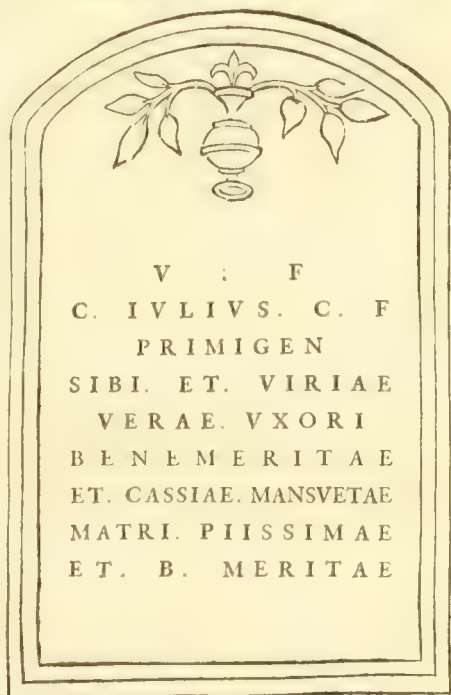 V . F
C. IVLIVS. C. F
PRIMIGEN
SIBI. ET. VIRIAE
VERAE. VXORI
BENEMERITAE
ET. CASSIAE. MANSVETAE
MATRI. PIISSIMAE
ET. B. MERITAE